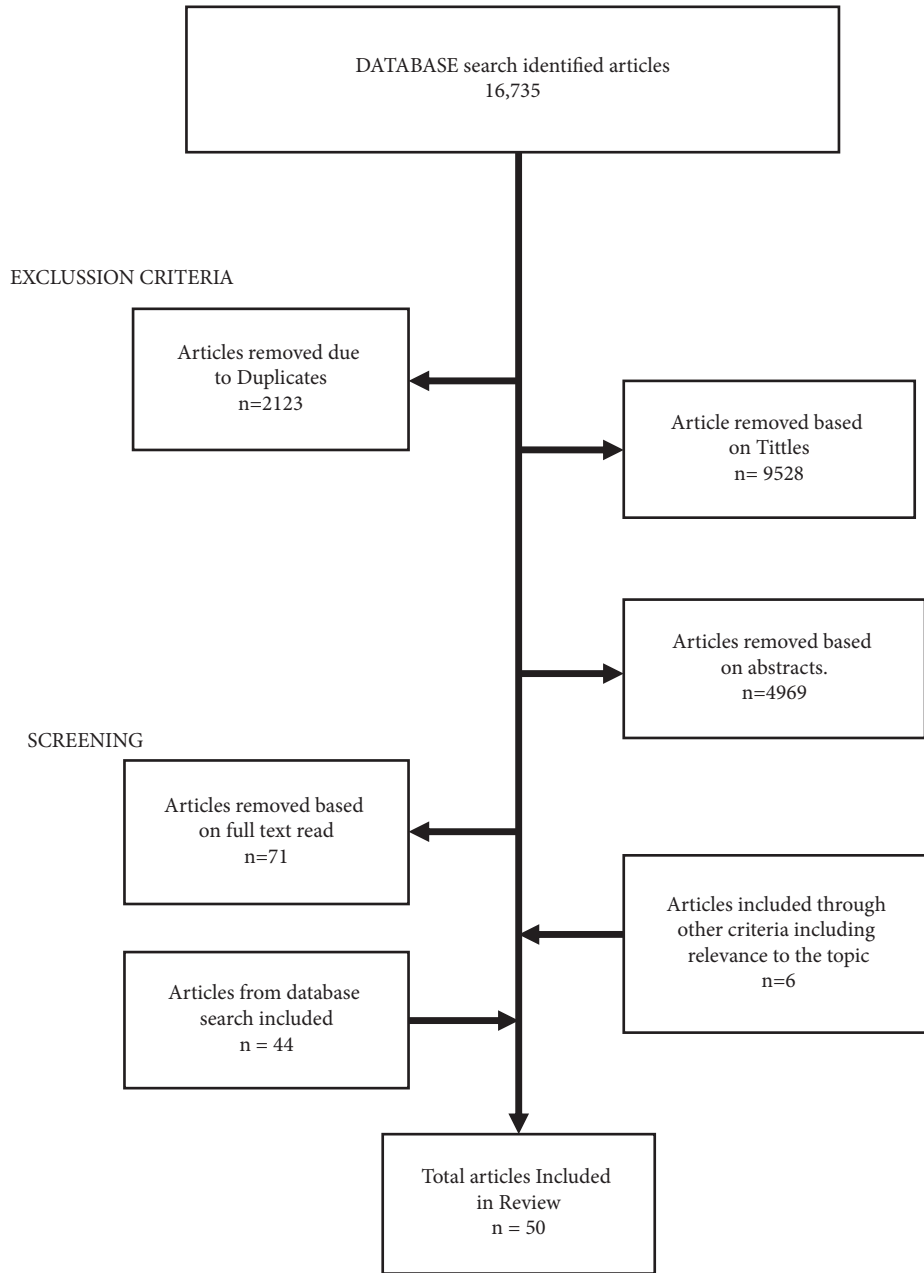 DATABASE search identified articles
16,735
EXCLUSSION CRITERIA
Articles removed due
to Duplicates
n=2123
Article removed based
on Tittles
n= 9528
Articles removed based
on abstracts.
n=4969
SCREENING
Articles removed based
on full text read
n=71
Articles included through
other criteria including
relevance to the topic
n=6
Articles from database
search included
n = 44
Total articles Included
in Review
n = 50